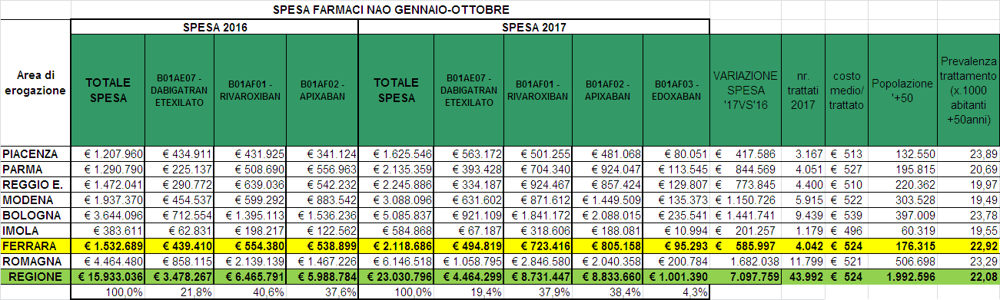 SPESA FARMACI NAO GENNAIO-OTTOBRE
SPESA 2016 SPESA 2017
Area di erogazione TOTALE SPESA B01AE07 - DABIGATRAN ETEXILATO B01AF01 - RIVAROXIBAN B01AF02 - APIXABAN TOTALE SPESA B01AE07 - DABIGATRAN ETEXILATO B01AF01 - RIVAROXIBAN B01AF02 - APIXABAN B01AF03 - EDOXABAN VARIAZIONE SPESA '17VS'16 nr. trattati 2017 costo medio/ trattato Popolazione '+50 Prevalenza trattamento (x.1000 abitanti +50anni)
PIACENZA € 1.207.960 € 434.911 € 431.925 € 341.124 € 1.625.546 € 563.172 € 501.255 € 481.068 € 80.051 € 417.586 3.167 € 513 132.550 23,89
PARMA € 1.290.790 € 225.137 € 508.690 € 556.963 € 2.135.359 € 393.428 € 704.340 € 924.047 € 113.545 € 844.569 4.051 € 527 195.815 20,69
REGGIO E. € 1.472.041 € 290.772 € 639.036 € 542.232 € 2.245.886 € 334.187 € 924.467 € 857.424 € 129.807 € 773.845 4.400 € 510 220.362 19,97
MODENA € 1.937.370 € 454.537 € 599.292 € 883.542 € 3.088.096 € 631.602 € 871.612 € 1.449.509 € 135.373 € 1.150.726 5.915 € 522 303.528 19,49
BOLOGNA € 3.644.096 € 712.554 € 1.395.113 € 1.536.236 € 5.085.837 € 921.109 € 1.841.172 € 2.088.015 € 235.541 € 1.441.741 9.439 € 539 397.009 23,78
IMOLA € 383.611 € 62.831 € 198.217 € 122.562 € 584.868 € 67.187 € 318.606 € 188.081 € 10.994 € 201.257 1.179 € 496 60.319 19,55
FERRARA € 1.532.689 € 439.410 € 554.380 € 538.899 € 2.118.686 € 494.819 € 723.416 € 805.158 € 95.293 € 585.997 4.042 € 524 176.315 22,92
ROMAGNA € 4.464.480 € 858.115 € 2.139.139 € 1.467.226 € 6.146.518 € 1.058.795 € 2.846.580 € 2.040.358 € 200.784 1.682.038 11.799 € 521 506.698 23,29
REGIONE € 15.933.036 € 3.478.267 € 6.465.791 € 5.988.784 € 23.030.796 € 4.464.299 € 8.731.447 € 8.833.660 € 1.001.390 7.097.759 43.992 € 524 1.992.596 22,08
100,0% 21,8% 40,6% 37,6% 100,0% 19,4% 37,9% 38,4% 4,3%